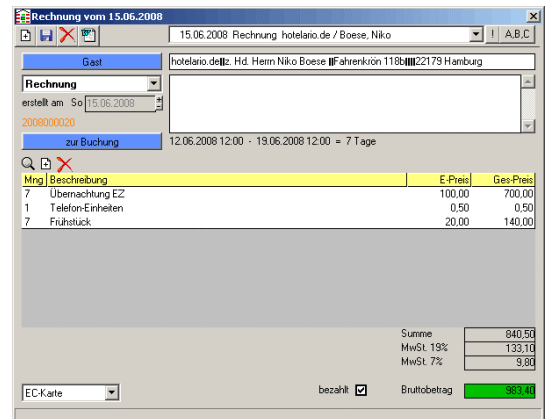 Rechnung vom 15.06.2008
15.06.2008 Rechnung hotelario.de / Boese, Niko ! A,B,C
Gast hotelario.de||z. Hd. Herrn Niko Boese ||Fahrenkrön 118b||||22179 Hamburg
Rechnung
erstellt am So 15.06.2008
2008000020
zur Buchung 12.06.2008 12:00 - 19.06.2008 12:00 = 7 Tage
Mng Beschreibung E-Preis Ges-Preis
7 Übernachtung EZ 100,00 700,00
1 Telefon-Einheiten 0,50 0,50
7 Frühstück 20,00 140,00
Summe 840,50
MwSt. 19% 133,10
MwSt. 7% 9,80
EC-Karte bezahlt Bruttobetrag 983,40